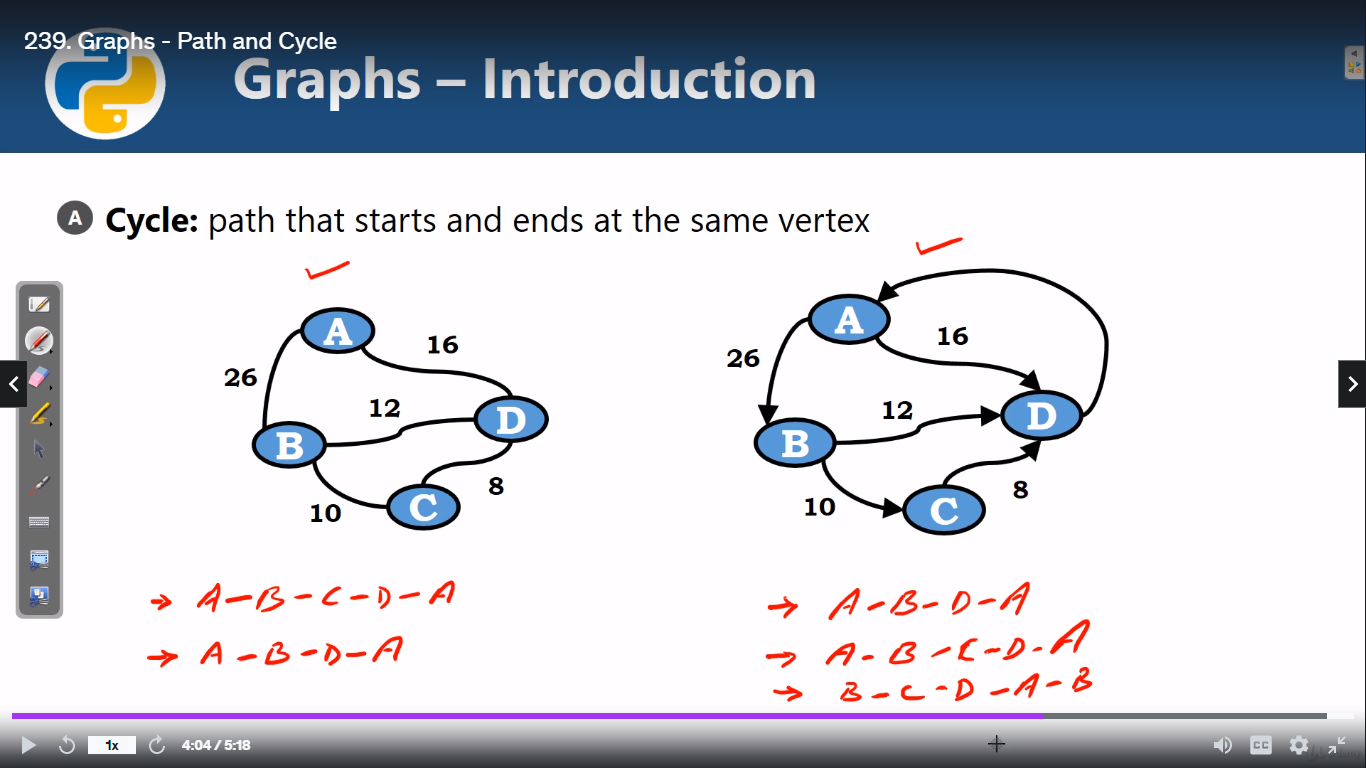 239. Graphs - Path and Cycle
Graphs – Introduction
A Cycle: path that starts and ends at the same vertex
A
16
26
12
D
B
8
10
C
A
16
26
12
D
B
8
10
C
→ A-B-C-D-A
→ A-B-D-A
→ A-B-D-A
→ A-B-C-D-A
→ B-C-D-A-B
1x
4:04 / 5:18
CC